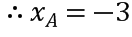 ∴ x_A = −3